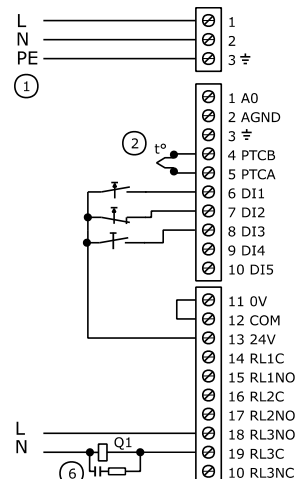 L
N
PE
1
2
3 ⏚
1
1 A0
2 AGND
3 ⏚
4 PTCB
5 PTCA
6 DI1
7 DI2
8 DI3
9 DI4
10 DI5
2
t°
11 0V
12 COM
13 24V
14 RL1C
15 RL1NO
16 RL2C
17 RL2NO
18 RL3NO
19 RL3C
10 RL3NC
L
N
Q1
6